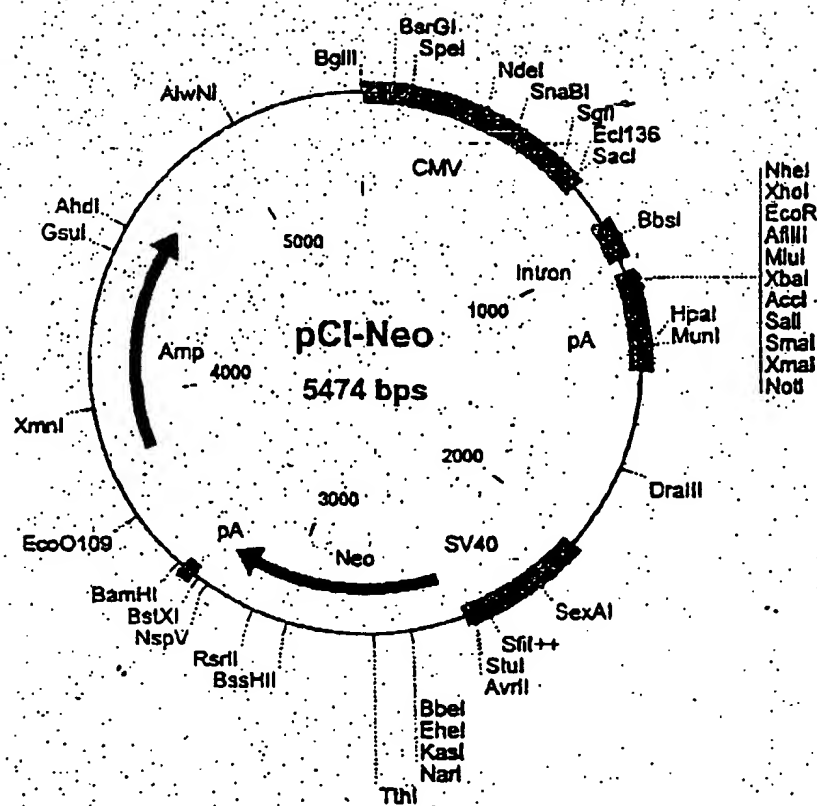 BsrGI
SpeI
BglII
NdeI
SnaBI
SgfI
Ecl136
SacI
AlwNI
CMV
BbsI
NheI
XhoI
EcoR
AflIII
MluI
XbaI
AccI
SalI
SmaI
XmaI
NotI
AhdI
GsuI
5000
Intron
1000
HpaI
MunI
pA
pCI-Neo
5474 bps
Amp
4000
XmnI
2000
DraIII
3000
EcoO109
pA
Neo
SV40
BamHI
BstXI
NspV
SexAI
SfiI++
StuI
AvrII
RsrII
BssHII
BbeI
EheI
KasI
NarI
TthI